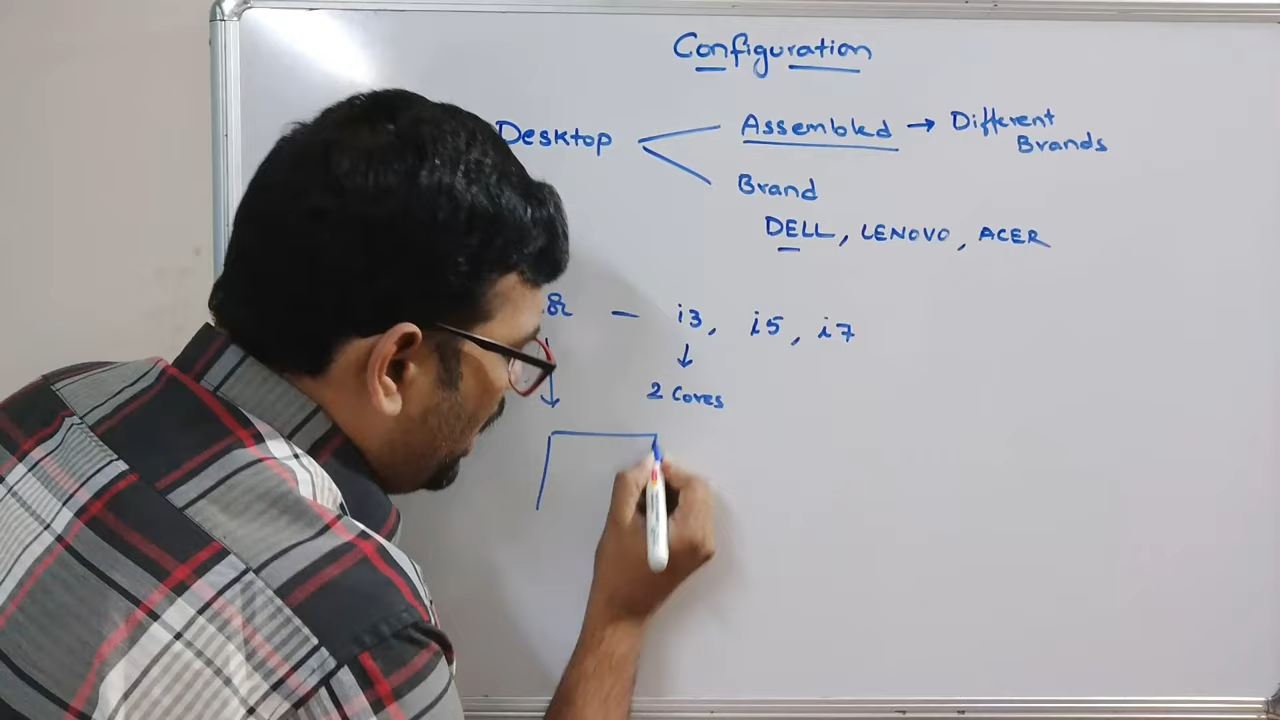 Configuration
Desktop
Assembled → Different
Brands
Brand
DELL, LENOVO, ACER
— i3, i5, i7
↓
2 Cores